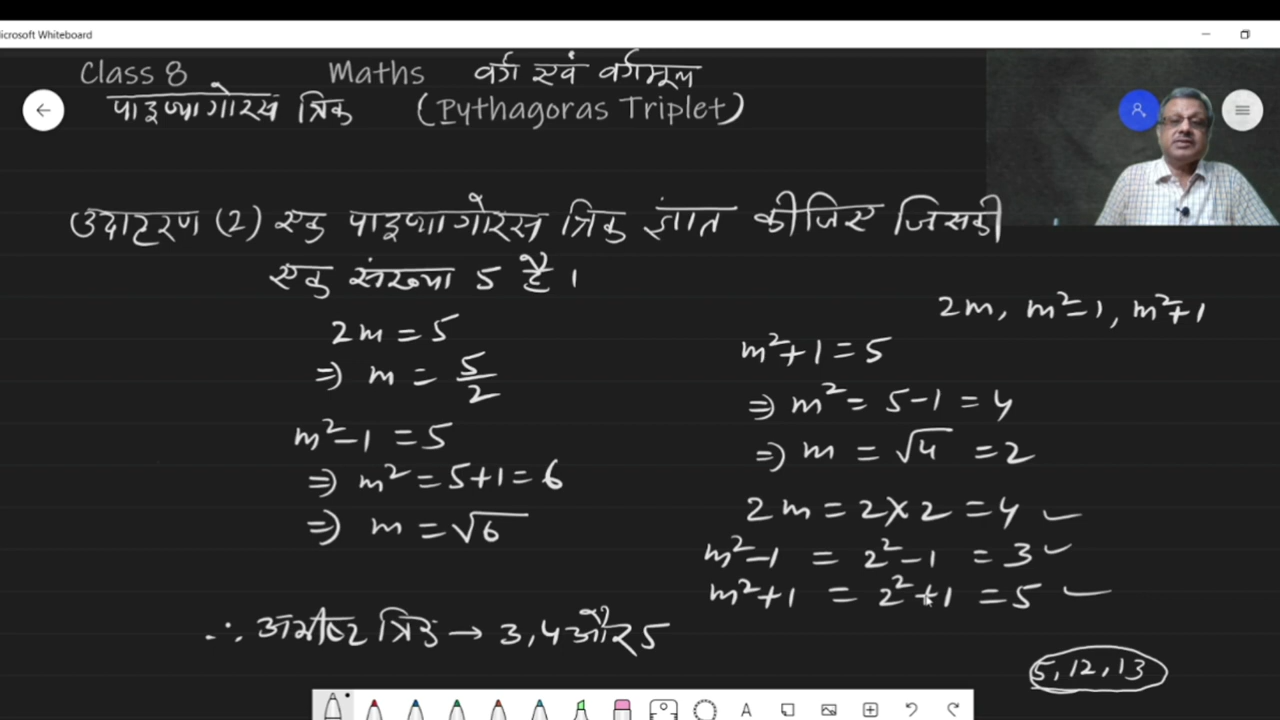 Microsoft Whiteboard
Class 8 Maths वर्ग एवं वर्गमूल
पाइथागोरस त्रिक (Pythagoras Triplet)
उदाहरण (2) एक पाइथागोरस त्रिक ज्ञात कीजिए जिसकी
एक संख्या 5 है।
2m, m²-1, m²+1
2m = 5
⇒ m = 5/2
m²-1 = 5
⇒ m² = 5+1 = 6
⇒ m = √6
m²+1 = 5
⇒ m² = 5-1 = 4
⇒ m = √4 = 2
2m = 2×2 = 4 ✓
m²-1 = 2²-1 = 3 ✓
m²+1 = 2²+1 = 5 ✓
∴ अभीष्ट त्रिक → 3,4 और 5
5, 12, 13